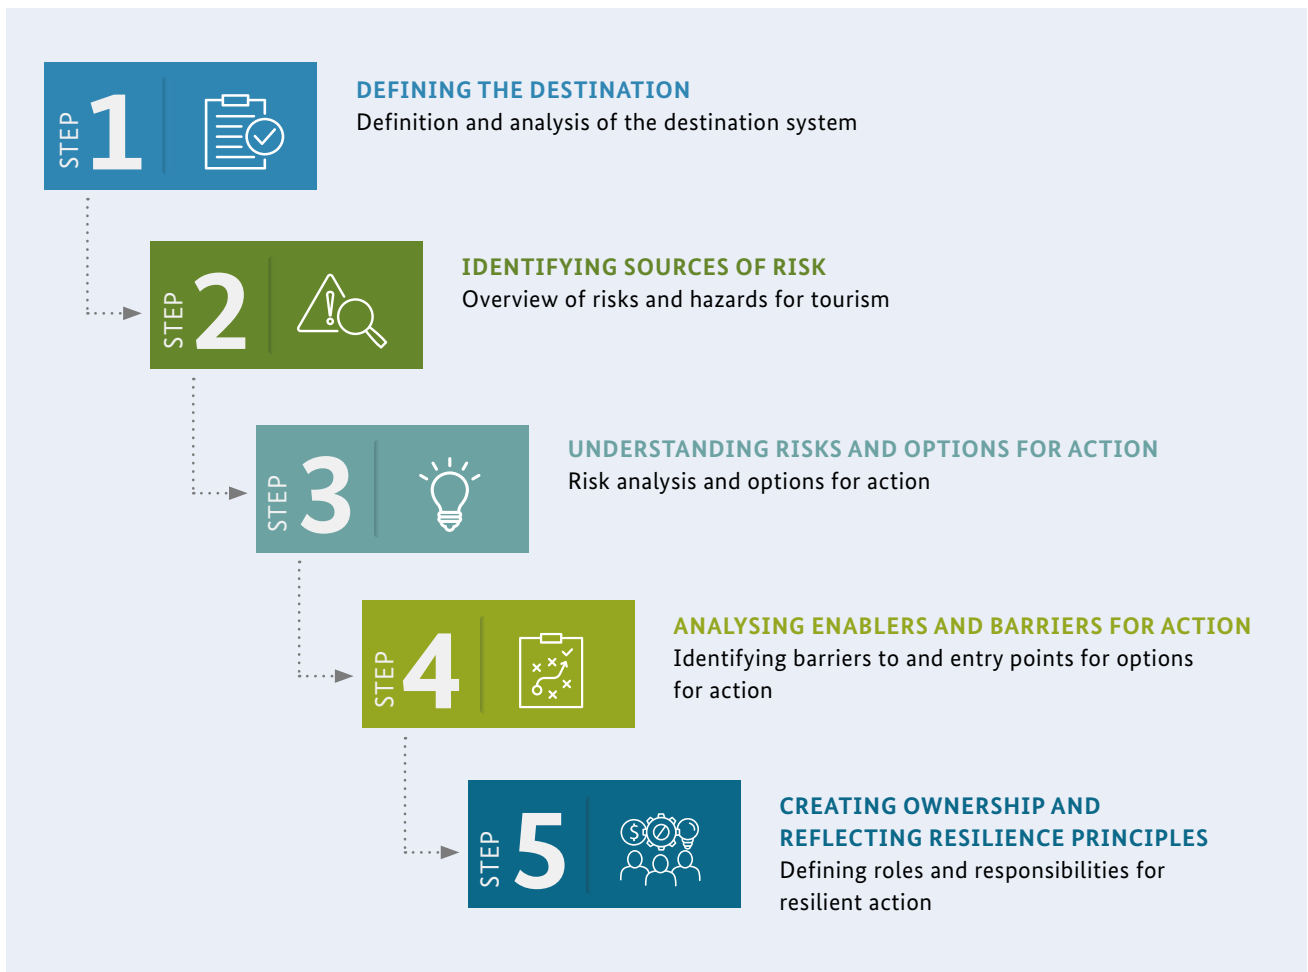 STEP 1
DEFINING THE DESTINATION
Definition and analysis of the destination system
STEP 2
IDENTIFYING SOURCES OF RISK
Overview of risks and hazards for tourism
STEP 3
UNDERSTANDING RISKS AND OPTIONS FOR ACTION
Risk analysis and options for action
STEP 4
ANALYSING ENABLERS AND BARRIERS FOR ACTION
Identifying barriers to and entry points for options
for action
STEP 5
CREATING OWNERSHIP AND
REFLECTING RESILIENCE PRINCIPLES
Defining roles and responsibilities for
resilient action